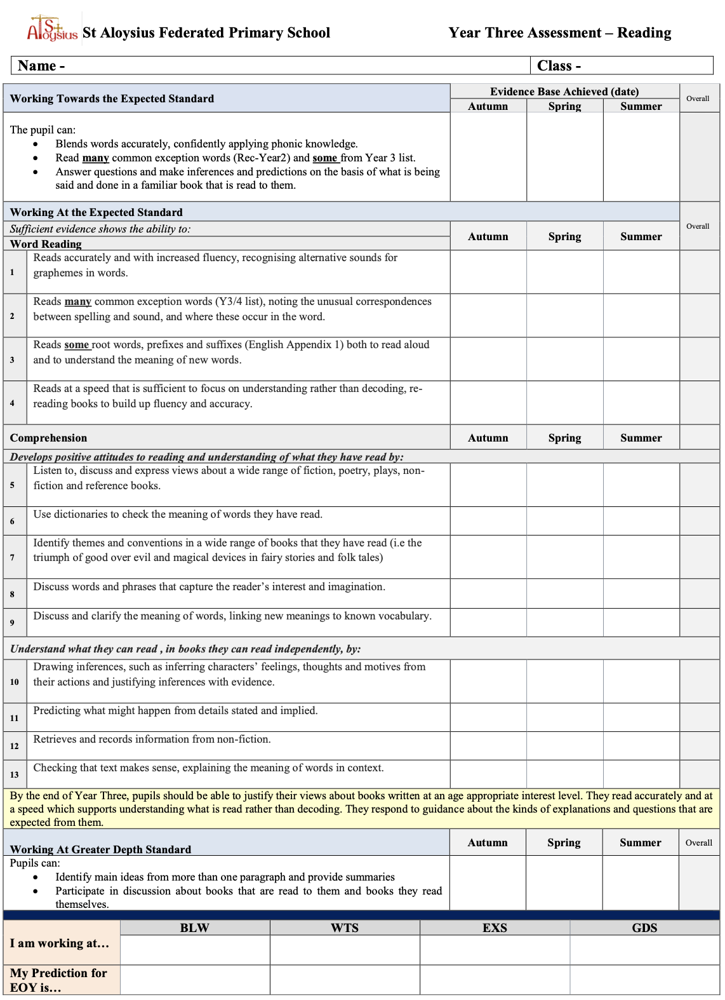 St Aloysius St Aloysius Federated Primary School Year Three Assessment – Reading
Name - Class -
Working Towards the Expected Standard Evidence Base Achieved (date) Overall
Autumn Spring Summer
The pupil can:
• Blends words accurately, confidently applying phonic knowledge.
• Read many common exception words (Rec-Year2) and some from Year 3 list.
• Answer questions and make inferences and predictions on the basis of what is being
said and done in a familiar book that is read to them.
Working At the Expected Standard Overall
Sufficient evidence shows the ability to: Autumn Spring Summer
Word Reading
1 Reads accurately and with increased fluency, recognising alternative sounds for
graphemes in words.
2 Reads many common exception words (Y3/4 list), noting the unusual correspondences
between spelling and sound, and where these occur in the word.
3 Reads some root words, prefixes and suffixes (English Appendix 1) both to read aloud
and to understand the meaning of new words.
4 Reads at a speed that is sufficient to focus on understanding rather than decoding, re-
reading books to build up fluency and accuracy.
Comprehension Autumn Spring Summer
Develops positive attitudes to reading and understanding of what they have read by:
5 Listen to, discuss and express views about a wide range of fiction, poetry, plays, non-
fiction and reference books.
6 Use dictionaries to check the meaning of words they have read.
7 Identify themes and conventions in a wide range of books that they have read (i.e the
triumph of good over evil and magical devices in fairy stories and folk tales)
8 Discuss words and phrases that capture the reader’s interest and imagination.
9 Discuss and clarify the meaning of words, linking new meanings to known vocabulary.
Understand what they can read , in books they can read independently, by:
10 Drawing inferences, such as inferring characters’ feelings, thoughts and motives from
their actions and justifying inferences with evidence.
11 Predicting what might happen from details stated and implied.
12 Retrieves and records information from non-fiction.
13 Checking that text makes sense, explaining the meaning of words in context.
By the end of Year Three, pupils should be able to justify their views about books written at an age appropriate interest level. They read accurately and at
a speed which supports understanding what is read rather than decoding. They respond to guidance about the kinds of explanations and questions that are
expected from them.
Working At Greater Depth Standard Autumn Spring Summer Overall
Pupils can:
• Identify main ideas from more than one paragraph and provide summaries
• Participate in discussion about books that are read to them and books they read
themselves.
BLW WTS EXS GDS
I am working at…
My Prediction for
EOY is…